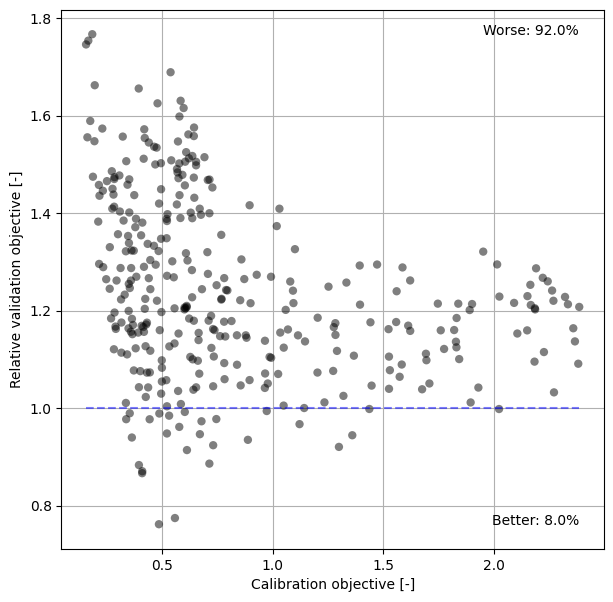 1.8
Worse: 92.0%
1.6
1.4
Relative validation objective [-]
1.2
1.0
0.8
Better: 8.0%
0.5
1.0
1.5
2.0
Calibration objective [-]